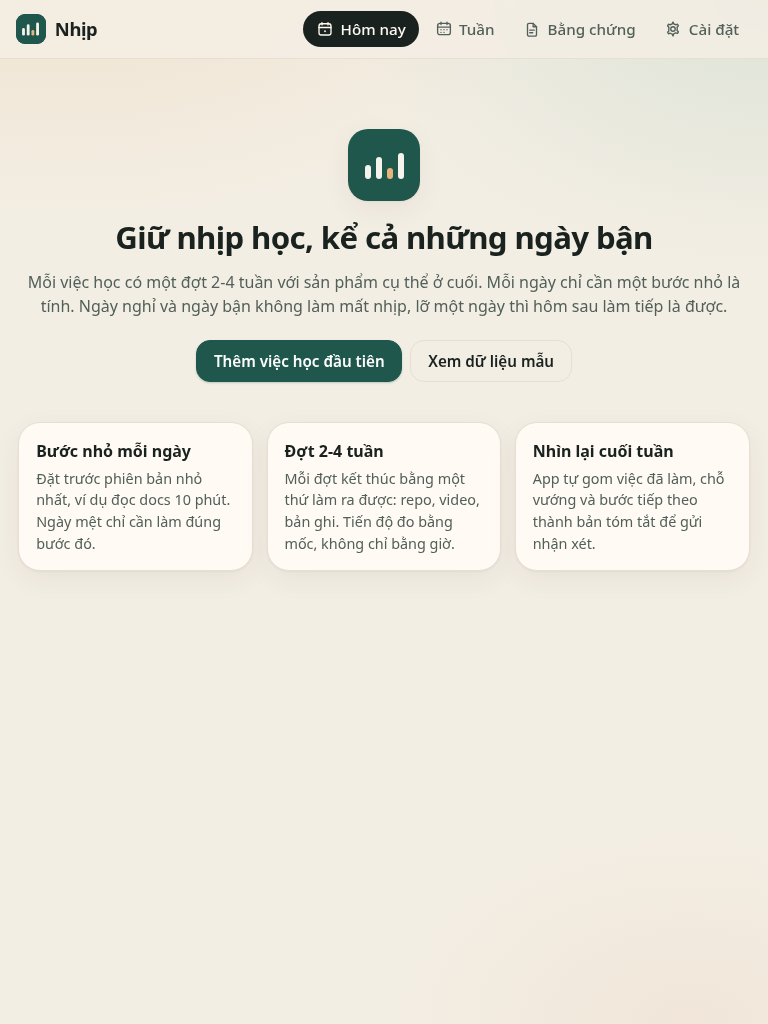 Nhịp
Hôm nay
Tuần
Bằng chứng
Cài đặt
Giữ nhịp học, kể cả những ngày bận
Mỗi việc học có một đợt 2-4 tuần với sản phẩm cụ thể ở cuối. Mỗi ngày chỉ cần một bước nhỏ là
tính. Ngày nghỉ và ngày bận không làm mất nhịp, lỡ một ngày thì hôm sau làm tiếp là được.
Thêm việc học đầu tiên
Xem dữ liệu mẫu
Bước nhỏ mỗi ngày
Đặt trước phiên bản nhỏ
nhất, ví dụ đọc docs 10 phút.
Ngày mệt chỉ cần làm đúng
bước đó.
Đợt 2-4 tuần
Mỗi đợt kết thúc bằng một
thứ làm ra được: repo, video,
bản ghi. Tiến độ đo bằng
mốc, không chỉ bằng giờ.
Nhìn lại cuối tuần
App tự gom việc đã làm, chỗ
vướng và bước tiếp theo
thành bản tóm tắt để gửi
nhận xét.